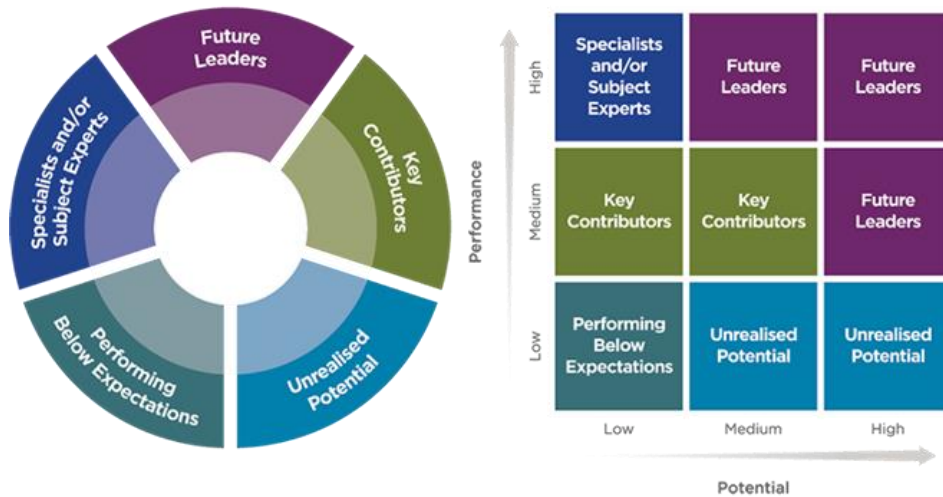 Future
Leaders
Key
Contributors
Unrealised
Potential
Performing
Below Expectations
Specialists and/or
Subject Experts
Performance
High
Medium
Low
Specialists
and/or
Subject
Experts
Future
Leaders
Future
Leaders
Key
Contributors
Key
Contributors
Future
Leaders
Performing
Below
Expectations
Unrealised
Potential
Unrealised
Potential
Low
Medium
High
Potential